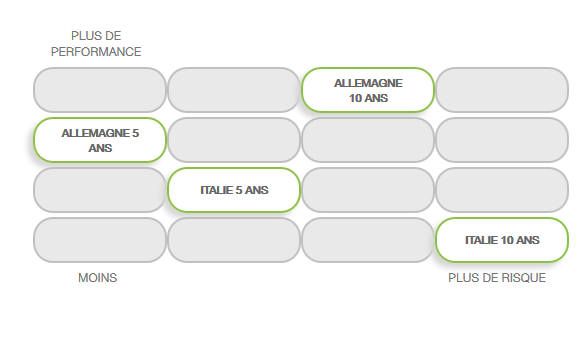 PLUS DE
PERFORMANCE
ALLEMAGNE
10 ANS
ALLEMAGNE 5
ANS
ITALIE 5 ANS
ITALIE 10 ANS
MOINS
PLUS DE RISQUE